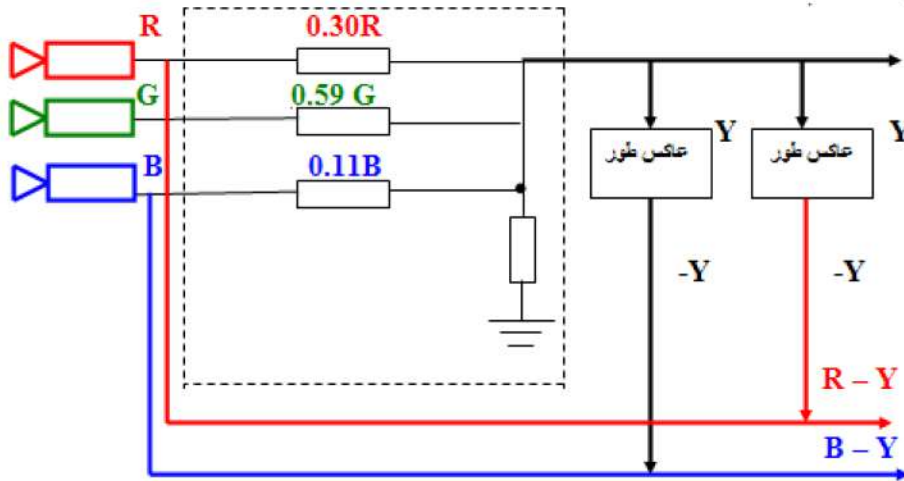 R
0.30R
G
0.59 G
B
0.11B
Y
Y
عاكس طور
عاكس طور
-Y
-Y
R – Y
B – Y